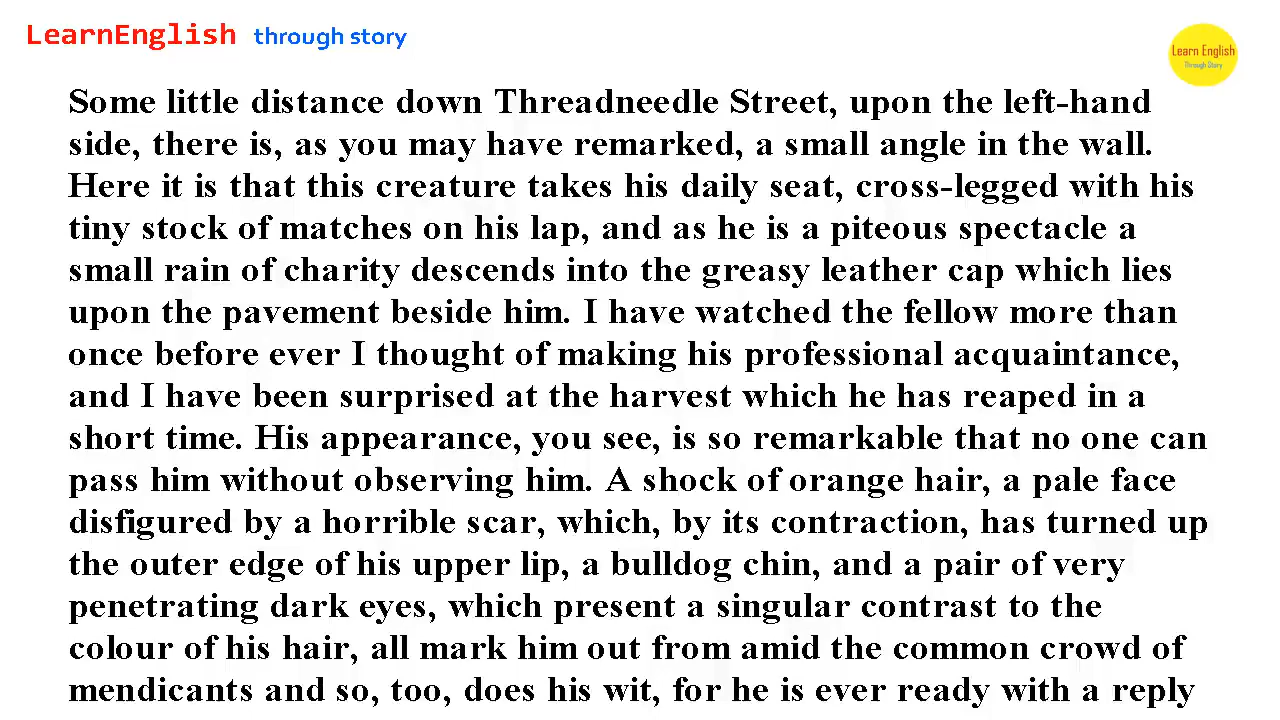 LearnEnglish through story
Learn English
Through Story
Some little distance down Threadneedle Street, upon the left-hand
side, there is, as you may have remarked, a small angle in the wall.
Here it is that this creature takes his daily seat, cross-legged with his
tiny stock of matches on his lap, and as he is a piteous spectacle a
small rain of charity descends into the greasy leather cap which lies
upon the pavement beside him. I have watched the fellow more than
once before ever I thought of making his professional acquaintance,
and I have been surprised at the harvest which he has reaped in a
short time. His appearance, you see, is so remarkable that no one can
pass him without observing him. A shock of orange hair, a pale face
disfigured by a horrible scar, which, by its contraction, has turned up
the outer edge of his upper lip, a bulldog chin, and a pair of very
penetrating dark eyes, which present a singular contrast to the
colour of his hair, all mark him out from amid the common crowd of
mendicants and so, too, does his wit, for he is ever ready with a reply